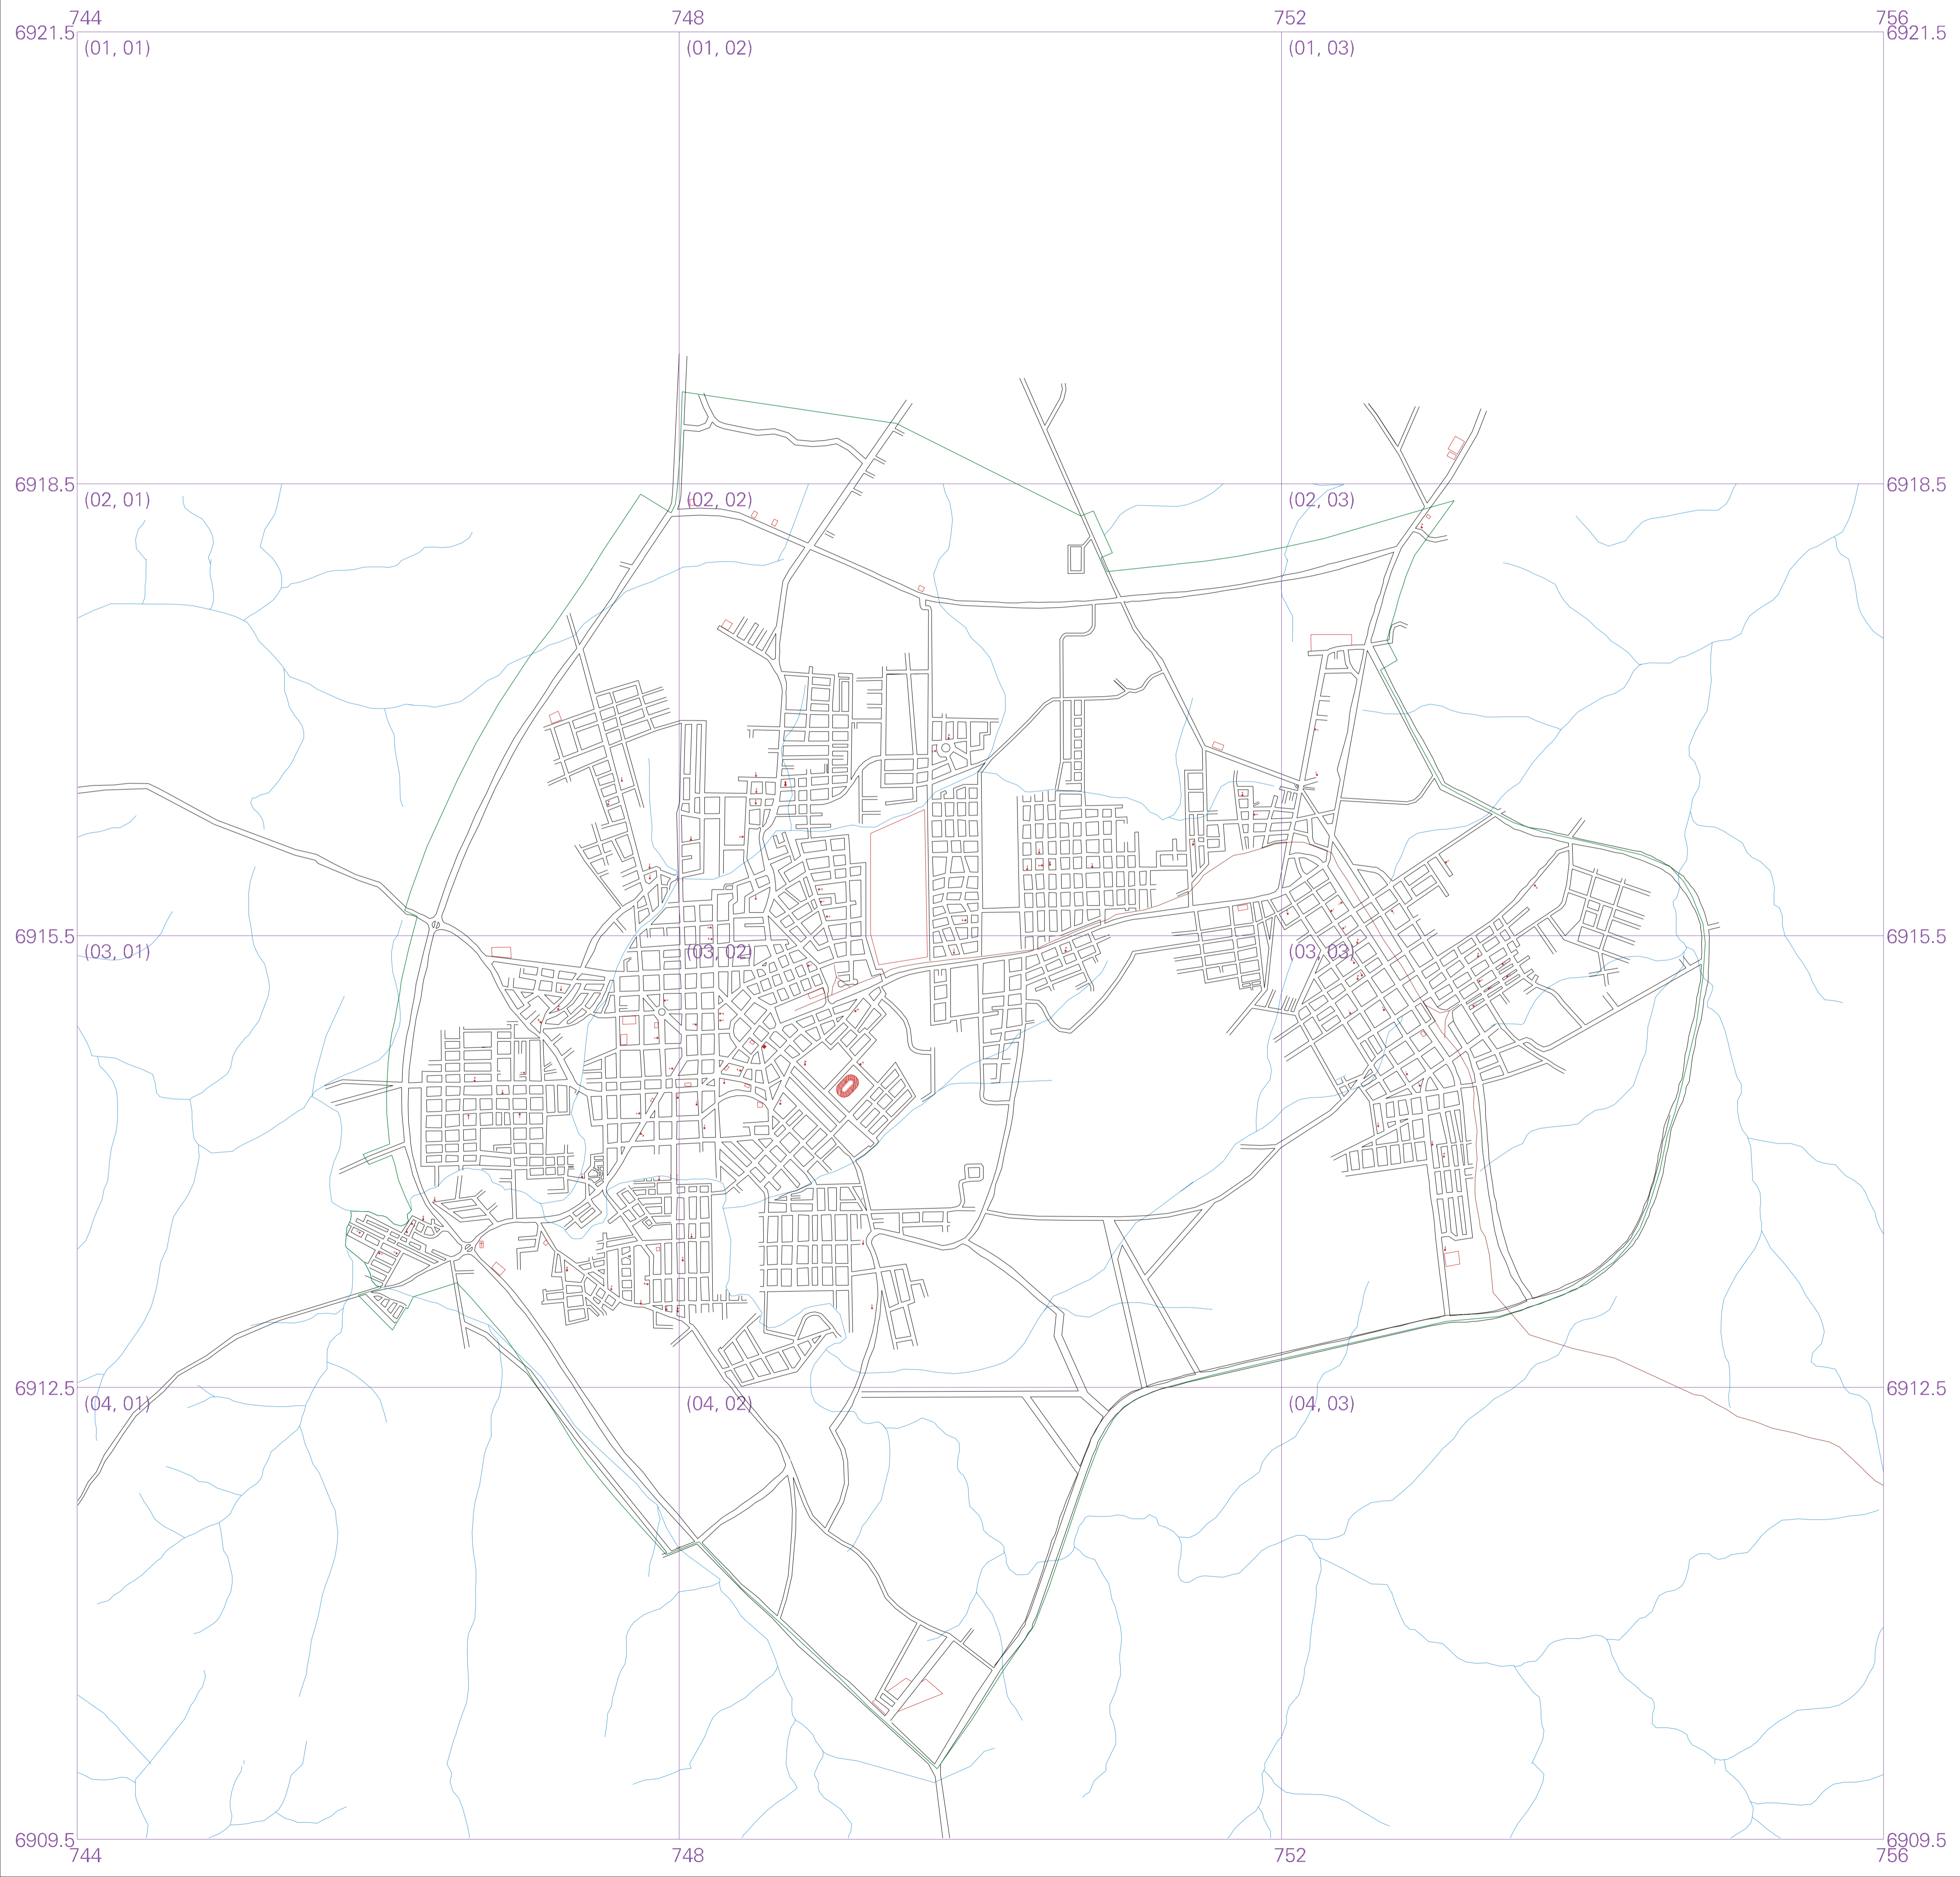 744 748 752 756
6921.5 6921.5
(01, 01) (01, 02) (01, 03)
6918.5 6918.5
(02, 01) (02, 02) (02, 03)
6915.5 6915.5
(03, 01) (03, 02) (03, 03)
6912.5 6912.5
(04, 01) (04, 02) (04, 03)
6909.5 6909.5
744 748 752 756